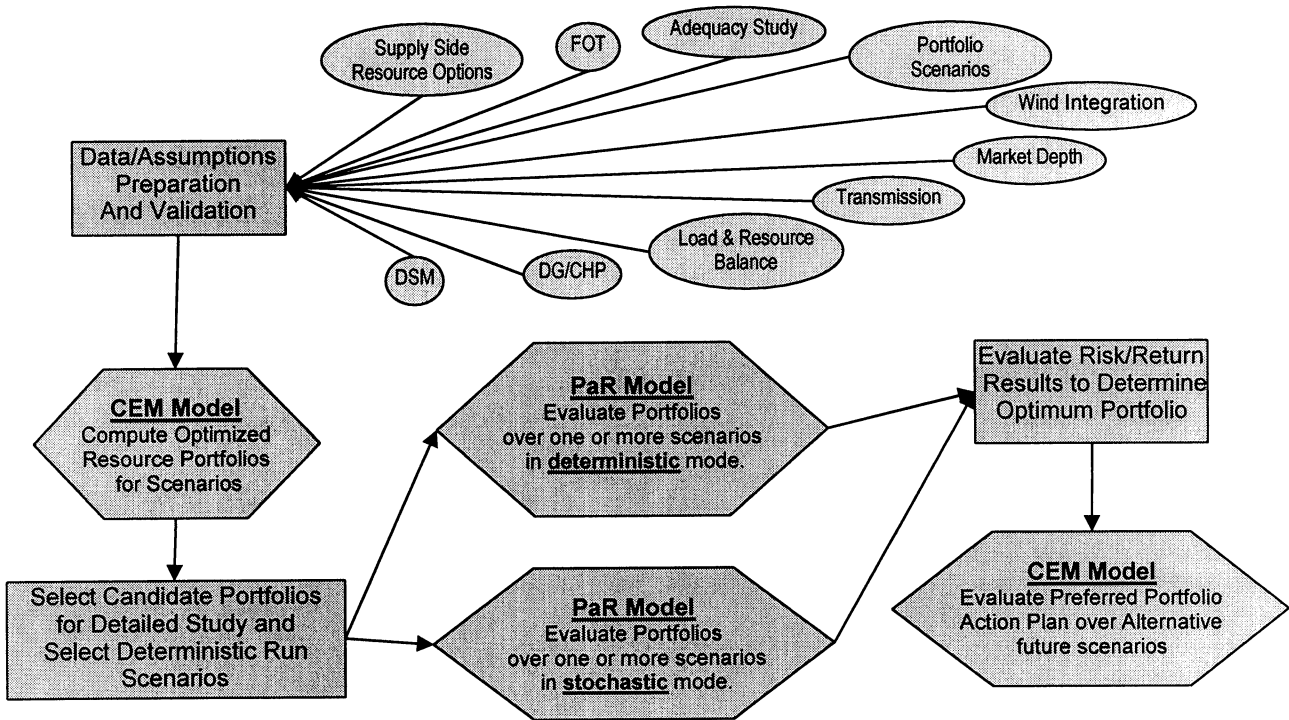 Supply Side
Resource Options
FOT
Adequacy Study
Portfolio
Scenarios
Wind Integration
Market Depth
Transmission
Load & Resource
Balance
DG/CHP
DSM
Data/Assumptions
Preparation
And Validation
CEM Model
Compute Optimized
Resource Portfolios
for Scenarios
Select Candidate Portfolios
for Detailed Study and
Select Deterministic Run
Scenarios
PaR Model
Evaluate Portfolios
over one or more scenarios
in deterministic mode.
PaR Model
Evaluate Portfolios
over one or more scenarios
in stochastic mode.
Evaluate Risk/Return
Results to Determine
Optimum Portfolio
CEM Model
Evaluate Preferred Portfolio
Action Plan over Alternative
future scenarios